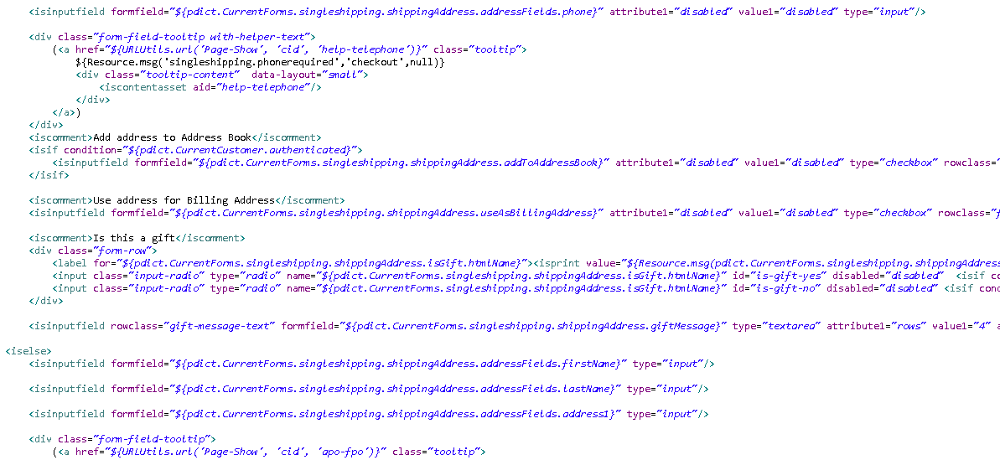 <isinputfield formfield="${pdict.CurrentForms.singleshipping.shippingAddress.addressFields.phone}" attribute1="disabled" value1="disabled" type="input"/>
<div class="form-field-tooltip with-helper-text">
(<a href="${URLUtils.url('Page-Show', 'cid', 'help-telephone')}" class="tooltip">
${Resource.msg('singleshipping.phonerequired','checkout',null)}
<div class="tooltip-content"  data-layout="small">
<iscontentasset aid="help-telephone"/>
</div>
</a>)
</div>
<iscomment>Add address to Address Book</iscomment>
<isif condition="${pdict.CurrentCustomer.authenticated}">
<isinputfield formfield="${pdict.CurrentForms.singleshipping.shippingAddress.addToAddressBook}" attribute1="disabled" value1="disabled" type="checkbox" rowclass="
</isif>
<iscomment>Use address for Billing Address</iscomment>
<isinputfield formfield="${pdict.CurrentForms.singleshipping.shippingAddress.useAsBillingAddress}" attribute1="disabled" value1="disabled" type="checkbox" rowclass="f
<iscomment>Is this a gift</iscomment>
<div class="form-row">
<label for="${pdict.CurrentForms.singleshipping.shippingAddress.isGift.htmlName}"><isprint value="${Resource.msg(pdict.CurrentForms.singleshipping.shippingAddress
<input class="input-radio" type="radio" name="${pdict.CurrentForms.singleshipping.shippingAddress.isGift.htmlName}" id="is-gift-yes" disabled="disabled"  <isif co
<input class="input-radio" type="radio" name="${pdict.CurrentForms.singleshipping.shippingAddress.isGift.htmlName}" id="is-gift-no" disabled="disabled" <isif cond
</div>
<isinputfield rowclass="gift-message-text" formfield="${pdict.CurrentForms.singleshipping.shippingAddress.giftMessage}" type="textarea" attribute1="rows" value1="4" a
<iselse>
<isinputfield formfield="${pdict.CurrentForms.singleshipping.shippingAddress.addressFields.firstName}" type="input"/>
<isinputfield formfield="${pdict.CurrentForms.singleshipping.shippingAddress.addressFields.lastName}" type="input"/>
<isinputfield formfield="${pdict.CurrentForms.singleshipping.shippingAddress.addressFields.address1}" type="input"/>
<div class="form-field-tooltip">
(<a href="${URLUtils.url('Page-Show', 'cid', 'apo-fpo')}" class="tooltip">